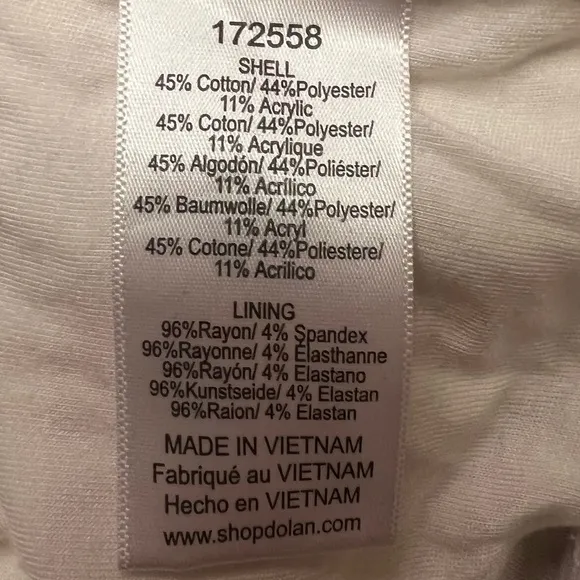 172558
SHELL
45% Cotton/ 44%Polyester/
11% Acrylic
45% Coton/ 44%Polyester/
11% Acrylique
45% Algodón/ 44%Poliéster/
11% Acrílico
45% Baumwolle/ 44%Polyester/
11% Acryl
45% Cotone/ 44%Poliestere/
11% Acrilico
LINING
96%Rayon/ 4% Spandex
96%Rayonne/ 4% Élasthanne
96%Rayón/ 4% Elastano
96%Kunstseide/ 4% Elastan
96%Raion/ 4% Elastan
MADE IN VIETNAM
Fabriqué au VIETNAM
Hecho en VIETNAM
www.shopdolan.com